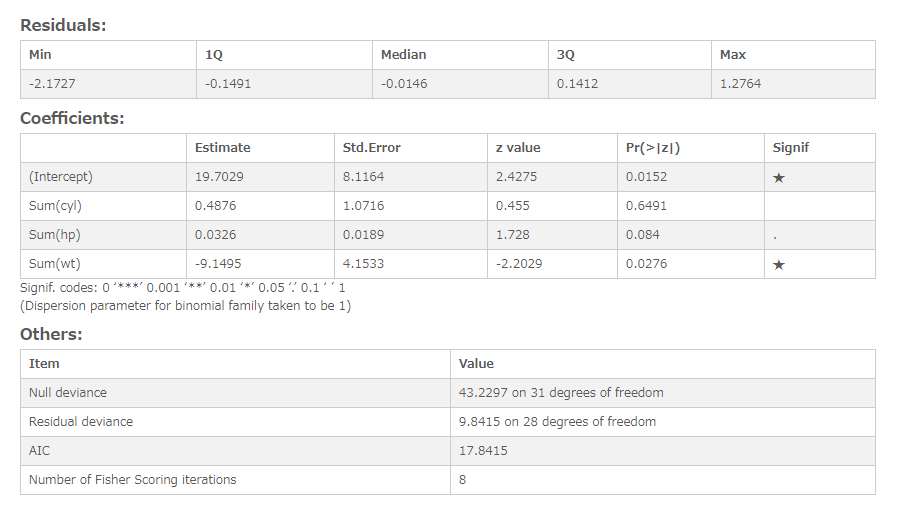 Residuals:
Min 1Q Median 3Q Max
-2.1727 -0.1491 -0.0146 0.1412 1.2764
Coefficients:
Estimate Std.Error z value Pr(>|z|) Signif
(Intercept) 19.7029 8.1164 2.4275 0.0152 ★
Sum(cyl) 0.4876 1.0716 0.455 0.6491
Sum(hp) 0.0326 0.0189 1.728 0.084 .
Sum(wt) -9.1495 4.1533 -2.2029 0.0276 ★
Signif. codes: 0 ‘***’ 0.001 ‘**’ 0.01 ‘*’ 0.05 ‘.’ 0.1 ‘ ’ 1
(Dispersion parameter for binomial family taken to be 1)
Others:
Item Value
Null deviance 43.2297 on 31 degrees of freedom
Residual deviance 9.8415 on 28 degrees of freedom
AIC 17.8415
Number of Fisher Scoring iterations 8